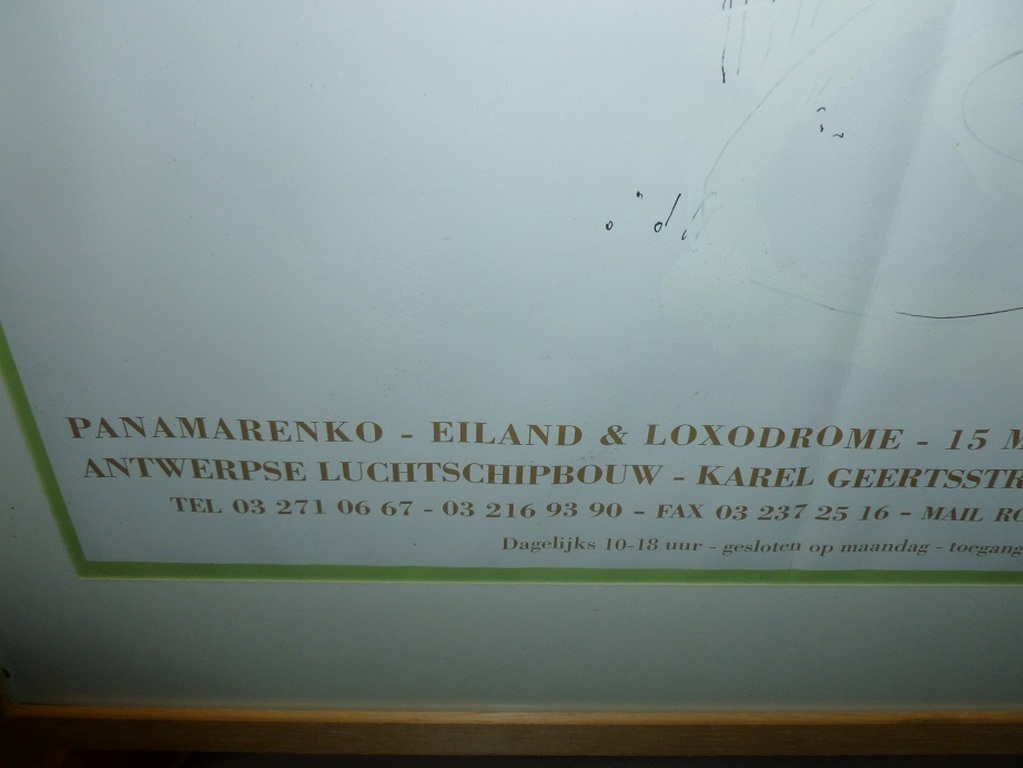 PANAMARENKO - EILAND & LOXODROME - 15
ANTWERPSE LUCHTSCHIPBOUW - KAREL
TEL 03 271 06 67 - 03 216 93 90 - FAX 03 237 25 16 - MAIL
Dagelijks 10-18 uur - gesloten op maandag - toegang